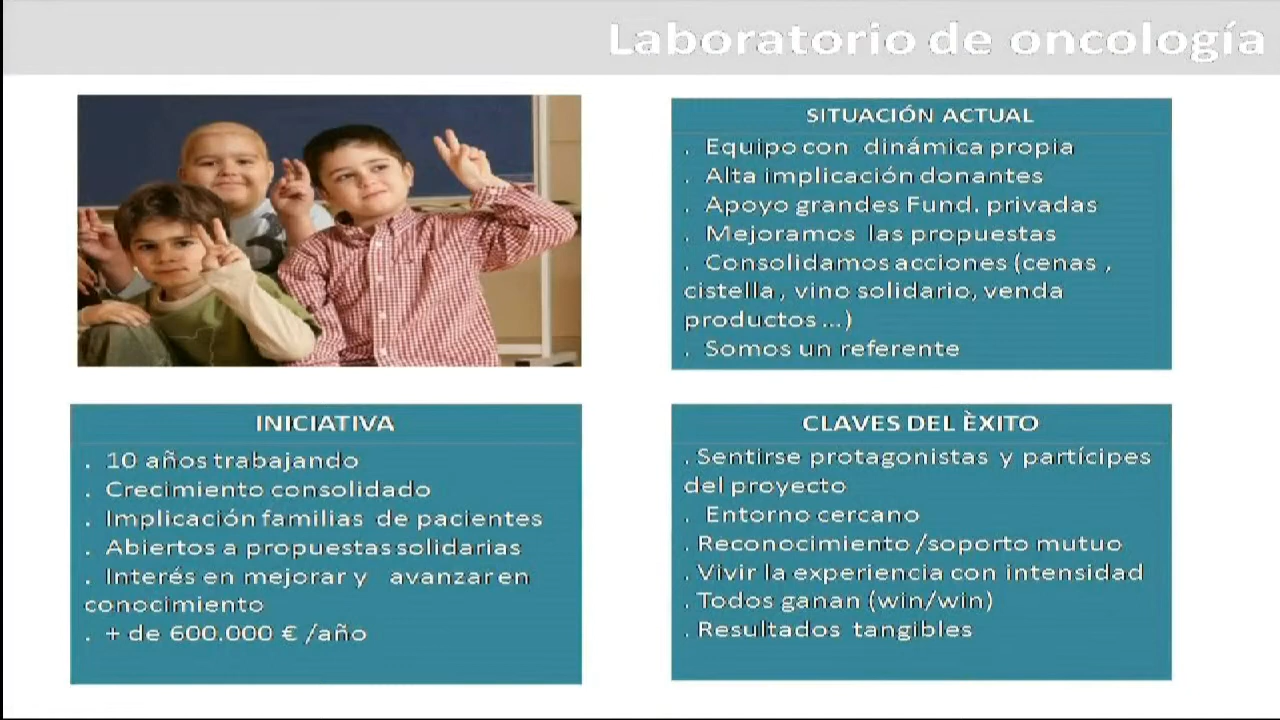 Laboratorio de oncología
SITUACIÓN ACTUAL
. Equipo con dinámica propia
. Alta implicación donantes
. Apoyo grandes Fund. privadas
. Mejoramos las propuestas
. Consolidamos acciones (cenas ,
cistella , vino solidario, venda
productos ...)
. Somos un referente
INICIATIVA
. 10 años trabajando
. Crecimiento consolidado
. Implicación familias de pacientes
. Abiertos a propuestas solidarias
. Interés en mejorar y avanzar en
conocimiento
. + de 600.000 € /año
CLAVES DEL ÈXITO
. Sentirse protagonistas y partícipes
del proyecto
. Entorno cercano
. Reconocimiento /soporto mutuo
. Vivir la experiencia con intensidad
. Todos ganan (win/win)
. Resultados tangibles